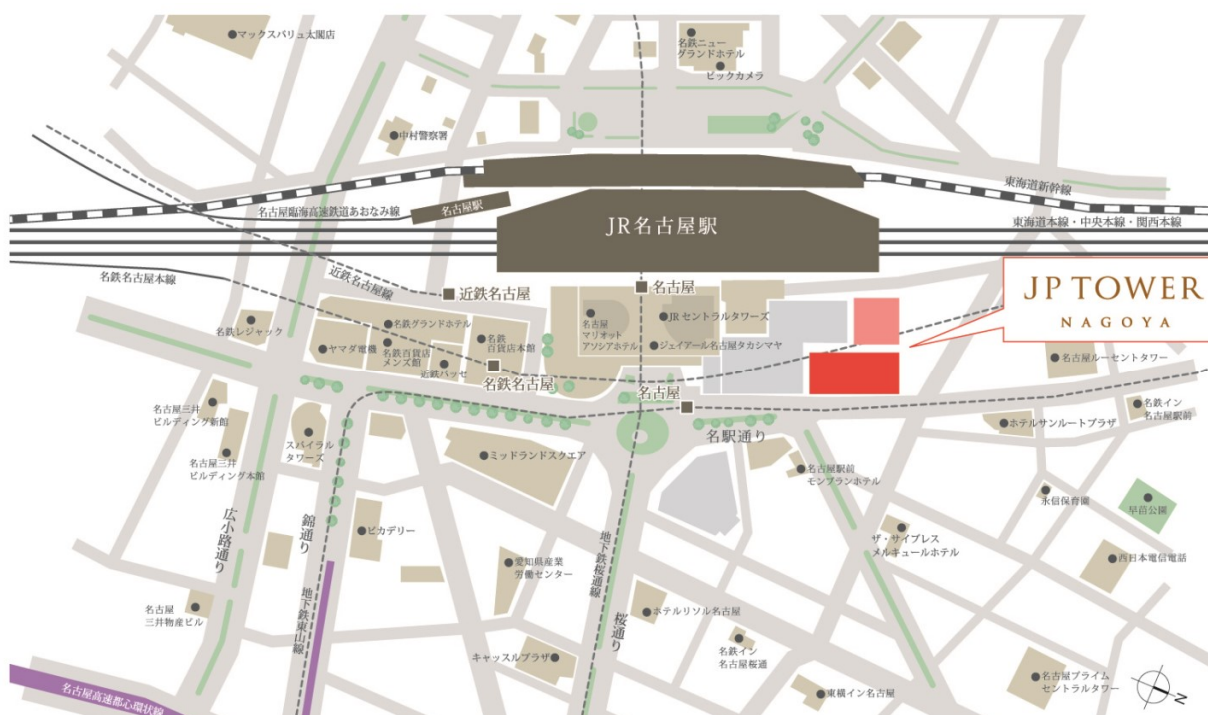 マックスバリュ太閤店
名鉄ニュー
グランドホテル
ビックカメラ
中村警察署
東海道新幹線
名古屋臨海高速鉄道あおなみ線
名古屋駅
JR名古屋駅
東海道本線・中央本線・関西本線
名鉄名古屋本線
近鉄名古屋線
近鉄名古屋
名古屋
JP TOWER
NAGOYA
名鉄レジャック
名鉄グランドホテル
ヤマダ電機
名鉄百貨店
メンズ館
近鉄パッセ
名鉄
百貨店本館
名鉄名古屋
名古屋
マリオット
アソシアホテル
JRセントラルタワーズ
ジェイアール名古屋タカシマヤ
名古屋ルーセントタワー
名古屋
名駅通り
名古屋三井
ビルディング新館
名古屋三井
ビルディング本館
スパイラル
タワーズ
ミッドランドスクエア
名古屋駅前
モンブランホテル
ホテルサンルートプラザ
名鉄イン
名古屋駅前
永信保育園
早苗公園
広小路通り
錦通り
地下鉄東山線
ピカデリー
愛知県産業
労働センター
地下鉄桜通線
桜通り
ザ・サイプレス
メルキュールホテル
西日本電信電話
名古屋
三井物産ビル
ホテルリソル名古屋
キャッスルプラザ
名鉄イン
名古屋桜通
東横イン名古屋
名古屋プライム
セントラルタワー
名古屋高速都心環状線
N